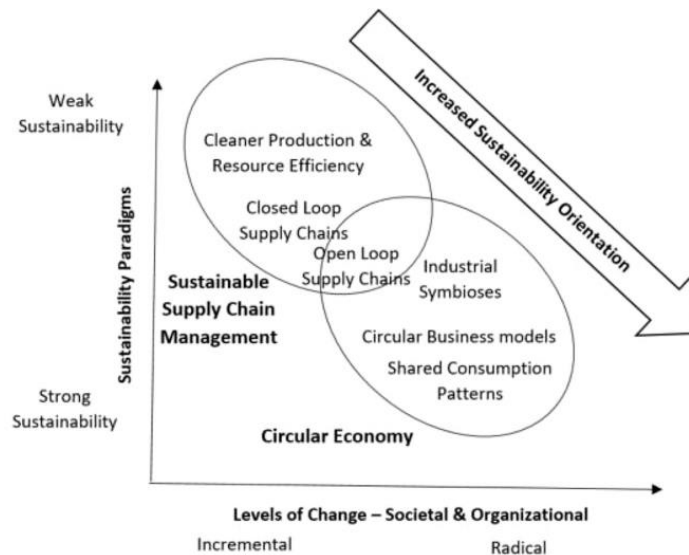 Weak
Sustainability
Increased Sustainability Orientation
Cleaner Production &
Resource Efficiency
Sustainability Paradigms
Closed Loop
Supply Chains
Open Loop
Supply Chains
Industrial
Symbioses
Sustainable
Supply Chain
Management
Circular Business models
Shared Consumption
Patterns
Strong
Sustainability
Circular Economy
Levels of Change – Societal & Organizational
Incremental
Radical